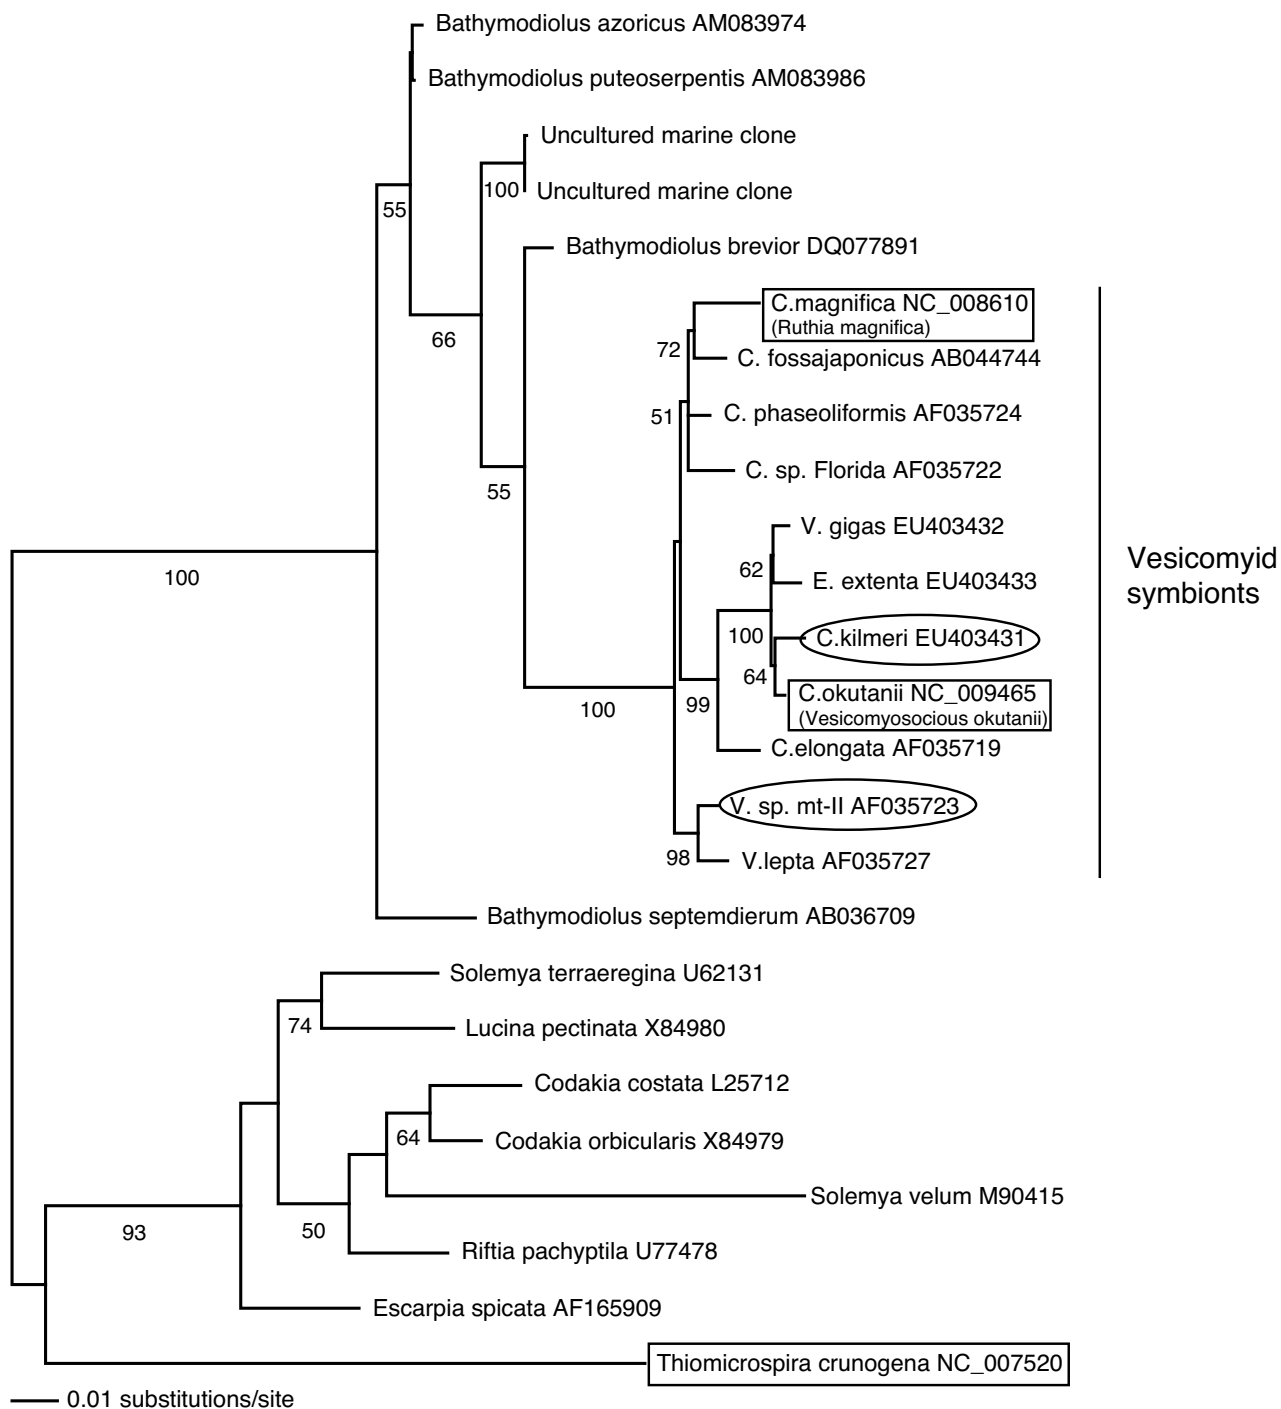 Bathymodiolus azoricus AM083974
Bathymodiolus puteoserpentis AM083986
Uncultured marine clone
100
Uncultured marine clone
55
Bathymodiolus brevior DQ077891
C.magnifica NC_008610
(Ruthia magnifica)
66
72
C. fossajaponicus AB044744
C. phaseoliformis AF035724
51
C. sp. Florida AF035722
55
V. gigas EU403432
Vesicomyid
symbionts
62
E. extenta EU403433
100
100
C.kilmeri EU403431
64
C.okutanii NC_009465
(Vesicomyosocious okutanii)
99
100
C.elongata AF035719
V. sp. mt-II AF035723
98
V.lepta AF035727
Bathymodiolus septemdierum AB036709
Solemya terraeregina U62131
74
Lucina pectinata X84980
Codakia costata L25712
64
Codakia orbicularis X84979
Solemya velum M90415
93
50
Riftia pachyptila U77478
Escarpia spicata AF165909
Thiomicrospira crunogena NC_007520
0.01 substitutions/site